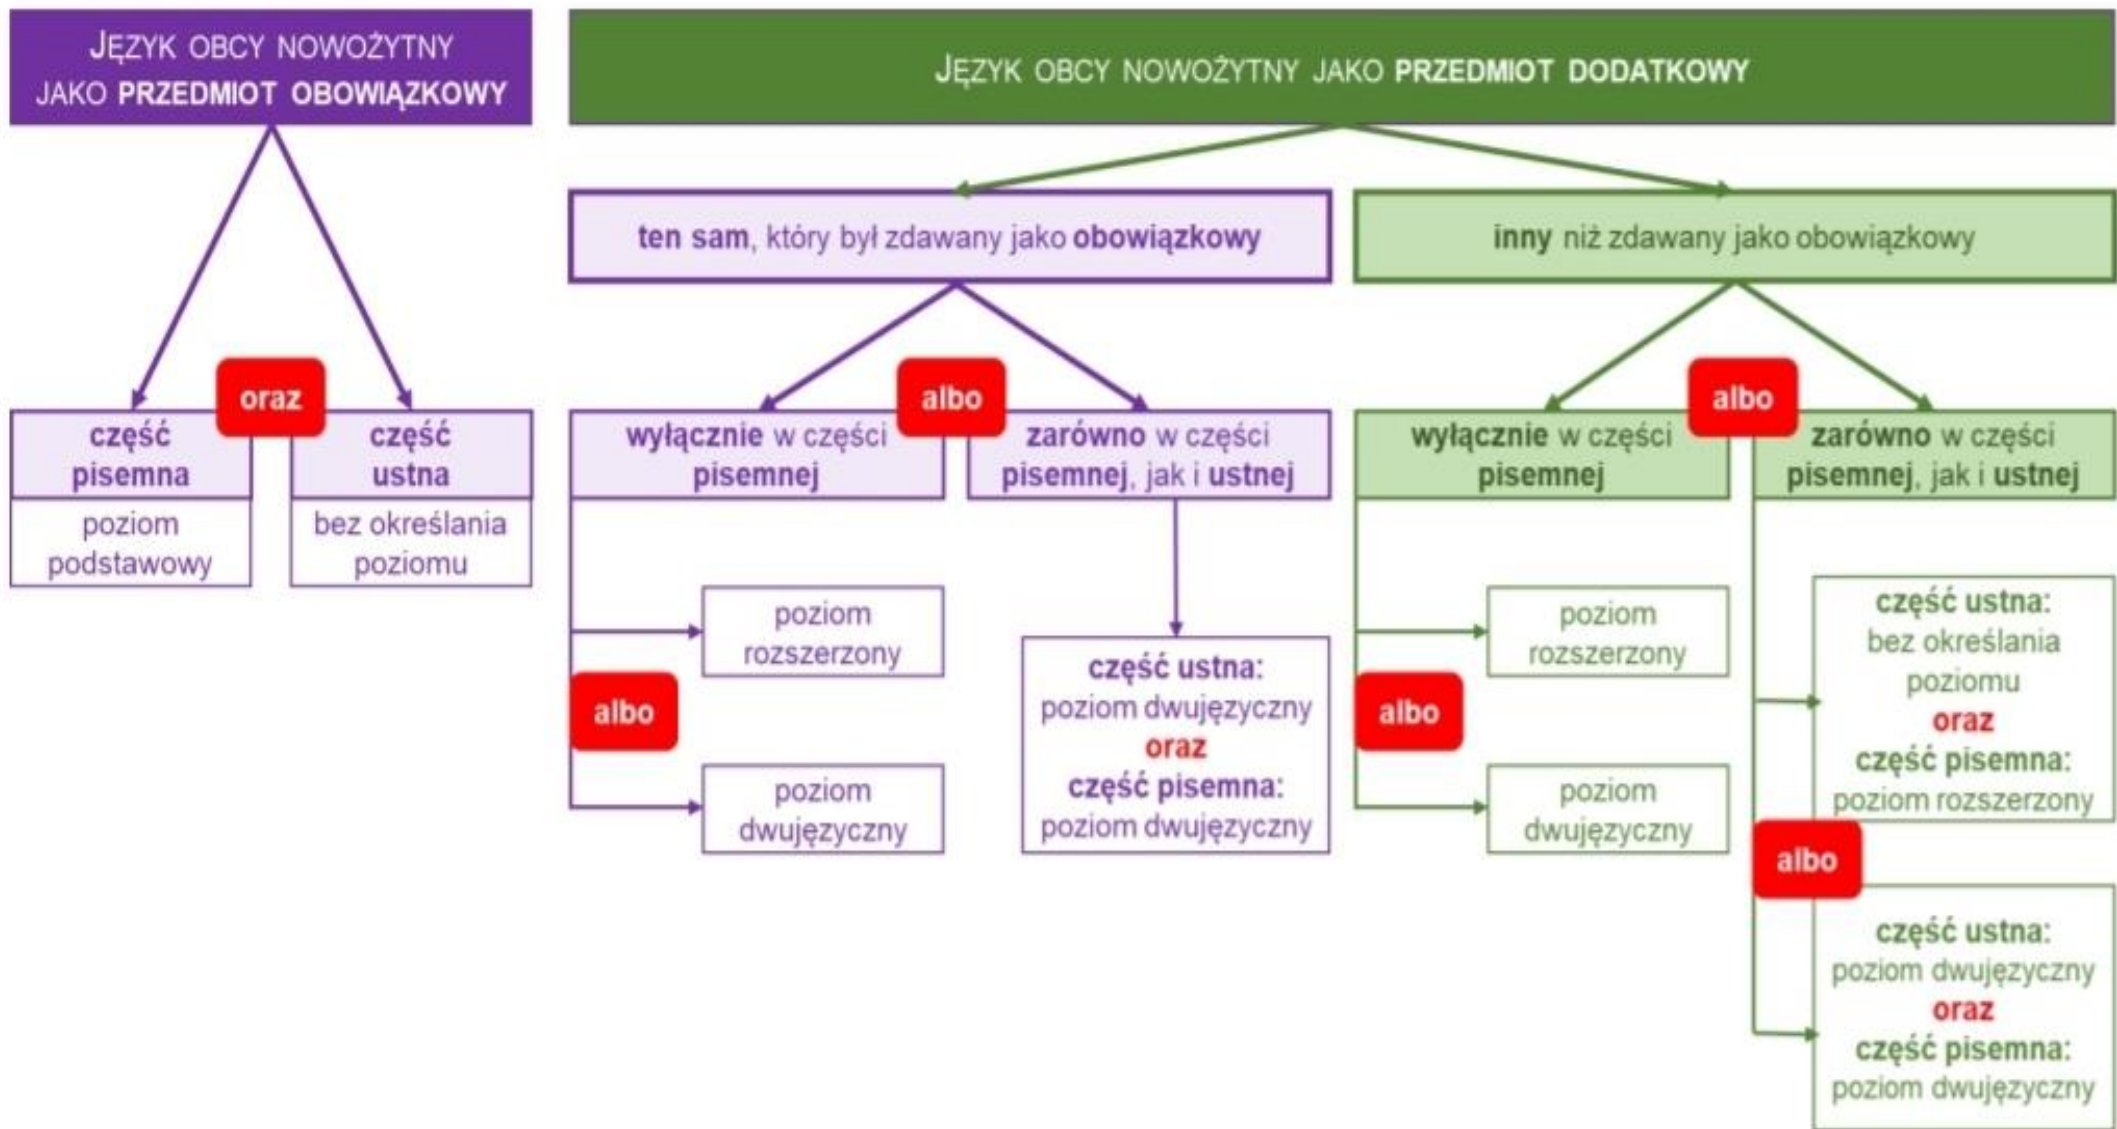 JĘZYK OBCY NOWOŻYTNY
JAKO PRZEDMIOT OBOWIĄZKOWY
oraz
część
pisemna
poziom
podstawowy
część
ustna
bez określania
poziomu
JĘZYK OBCY NOWOŻYTNY JAKO PRZEDMIOT DODATKOWY
ten sam, który był zdawany jako obowiązkowy
albo
wyłącznie w części
pisemnej
poziom
rozszerzony
albo
poziom
dwujęzyczny
zarówno w części
pisemnej, jak i ustnej
część ustna:
poziom dwujęzyczny
oraz
część pisemna:
poziom dwujęzyczny
inny niż zdawany jako obowiązkowy
albo
wyłącznie w części
pisemnej
poziom
rozszerzony
albo
poziom
dwujęzyczny
zarówno w części
pisemnej, jak i ustnej
część ustna:
bez określania
poziomu
oraz
część pisemna:
poziom rozszerzony
albo
część ustna:
poziom dwujęzyczny
oraz
część pisemna:
poziom dwujęzyczny